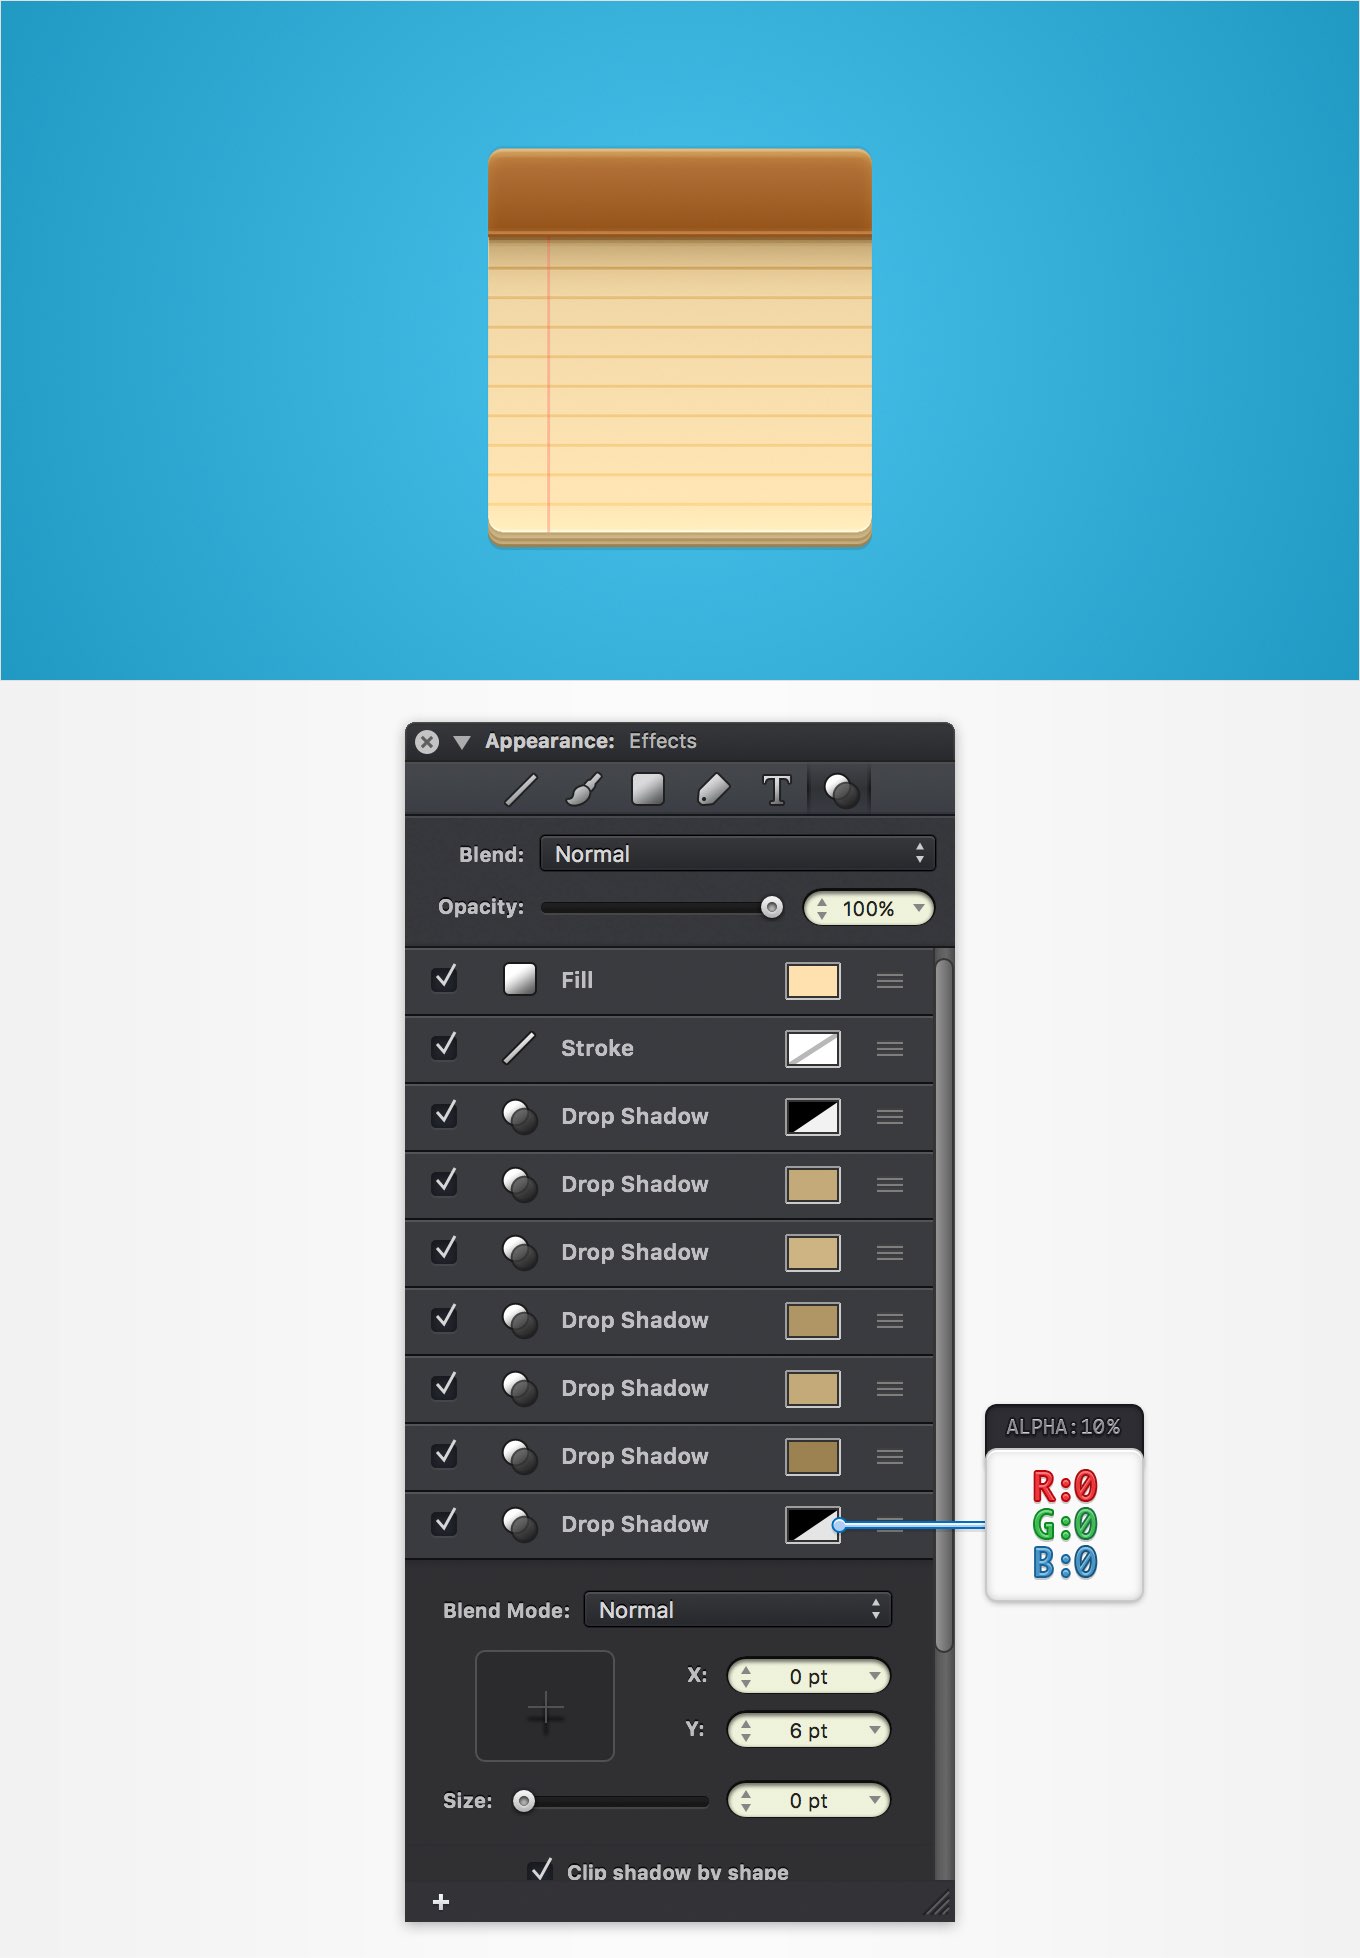 Appearance: Effects
T
Blend: Normal
Opacity: 100%
Fill
Stroke
Drop Shadow
Drop Shadow
Drop Shadow
Drop Shadow
Drop Shadow
Drop Shadow
Drop Shadow
ALPHA:10%
R:0
G:0
B:0
Blend Mode: Normal
X: 0 pt
Y: 6 pt
Size: 0 pt
Clip shadow by shape